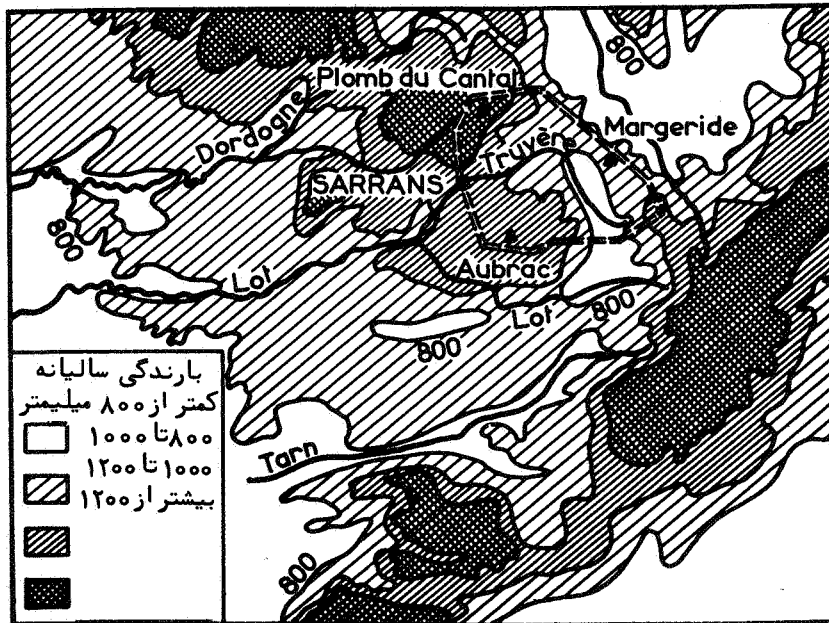 800
Plomb du Cantal
Dordogne
Margeride
Truyère
SARRANS
800
Lot
Aubrac
Lot
800
800
بارندگی سالیانه
کمتر از ۸۰۰ میلیمتر
۸۰۰ تا ۱۰۰۰
۱۰۰۰ تا ۱۲۰۰
بیشتر از ۱۲۰۰
Tarn
800